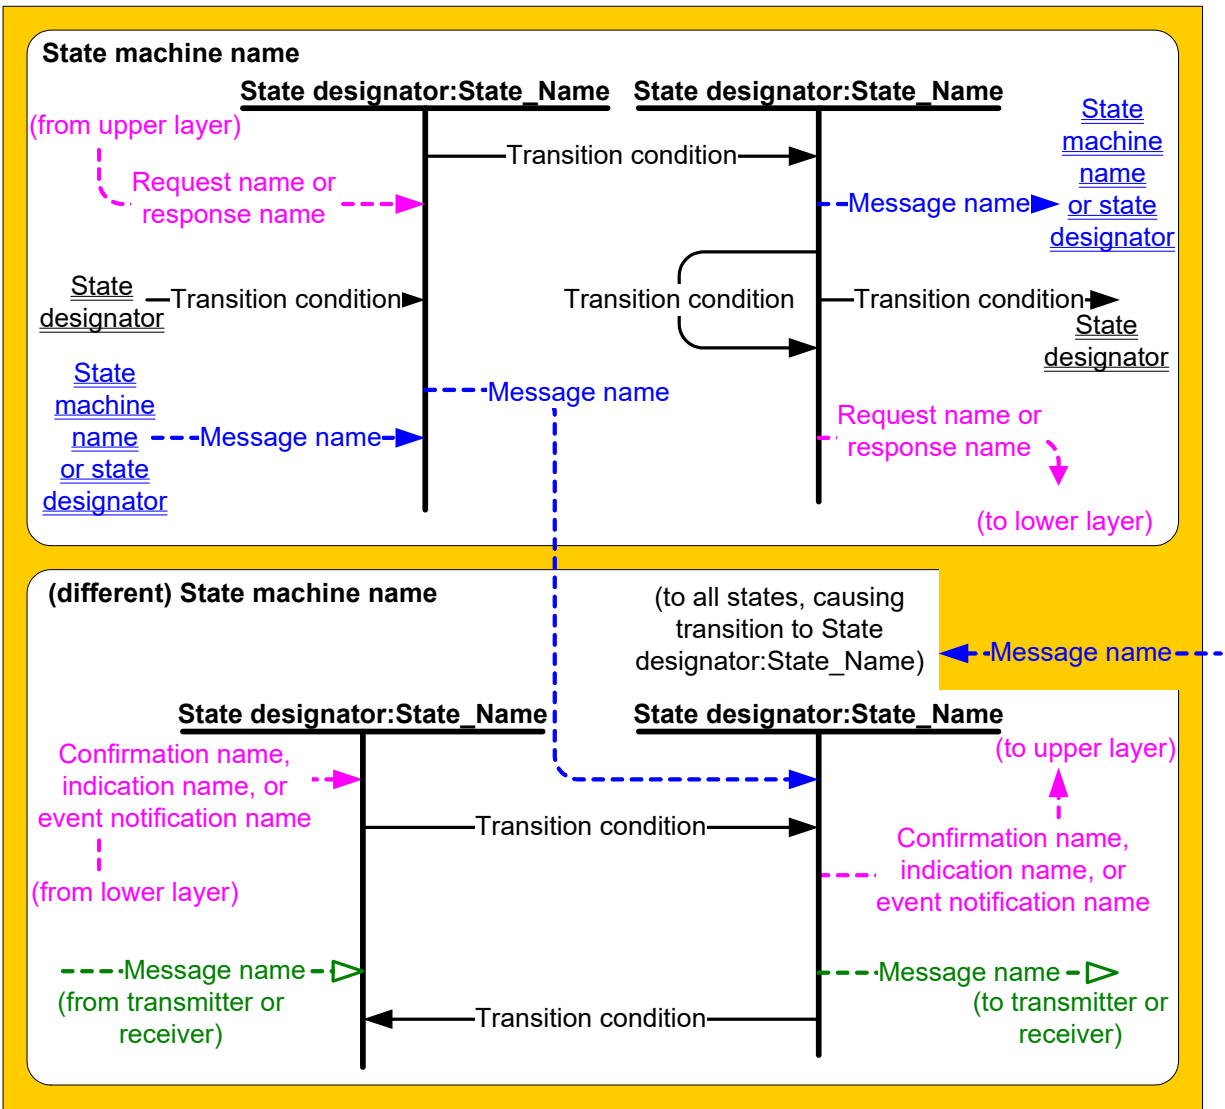 State machine name
State designator:State_Name
State designator:State_Name
(from upper layer)
Request name or
response name
Transition condition
State
machine
name
or state
designator
Message name
State
designator
Transition condition
Transition condition
Transition condition
State
designator
State
machine
name
or state
designator
Message name
Message name
Request name or
response name
(to lower layer)
(different) State machine name
(to all states, causing
transition to State
designator:State_Name)
Message name
State designator:State_Name
State designator:State_Name
Confirmation name,
indication name, or
event notification name
(from lower layer)
(to upper layer)
Transition condition
Confirmation name,
indication name, or
event notification name
Message name
(from transmitter or
receiver)
Transition condition
Message name
(to transmitter or
receiver)